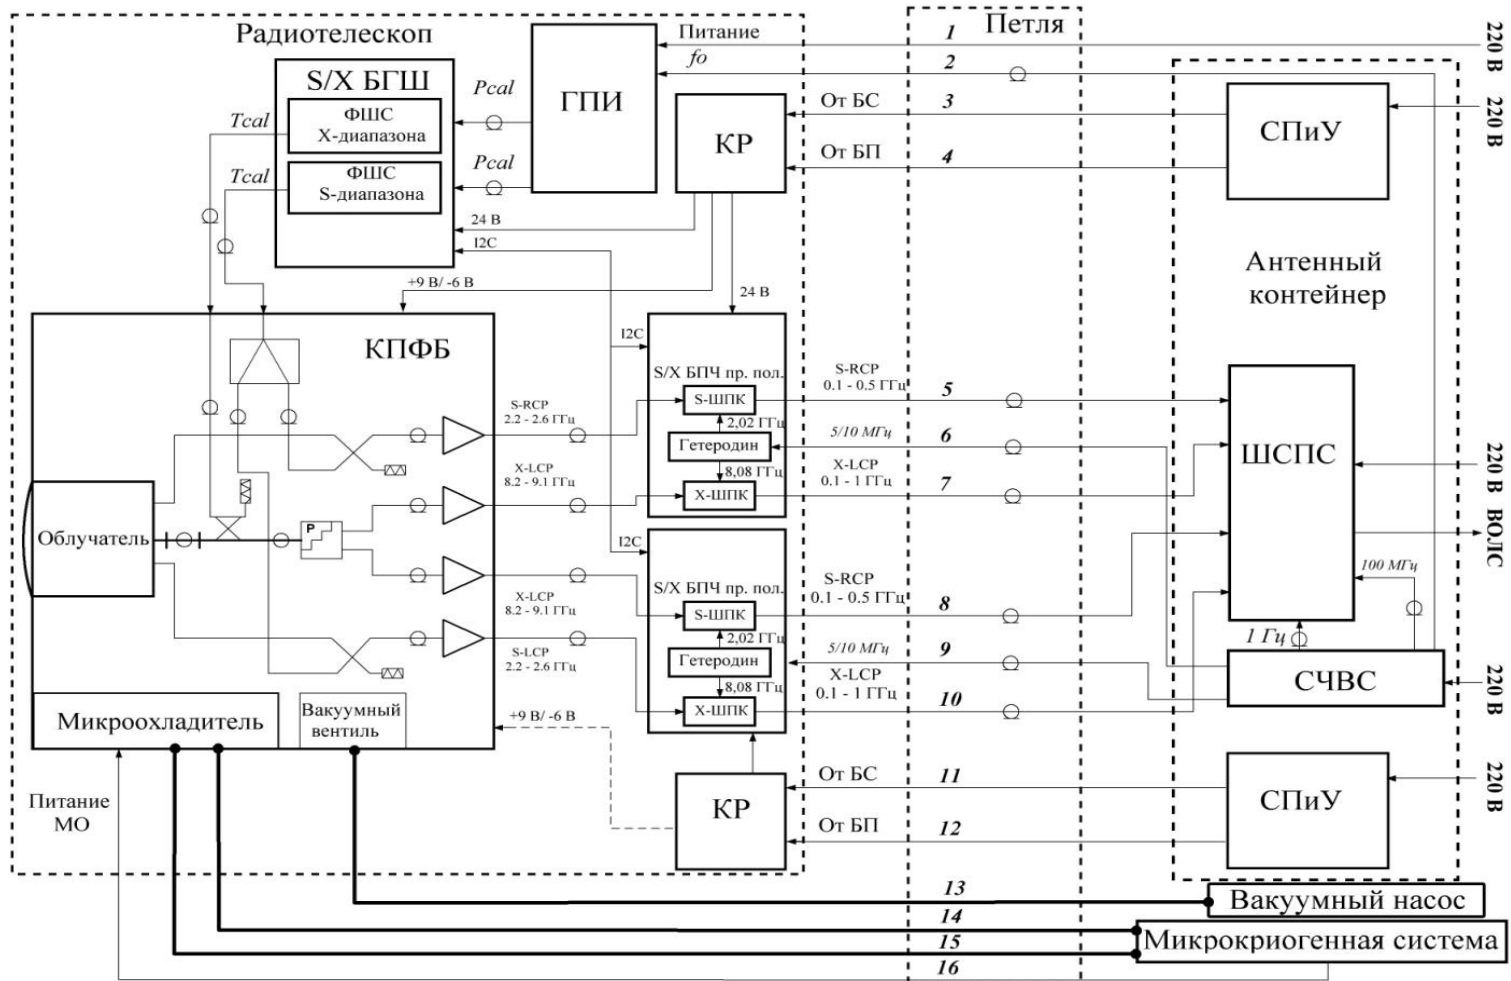 Радиотелескоп
Петля
Питание
1
fo
2
220 В
S/X БГШ
ФШС
X-диапазона
ФШС
S-диапазона
Tcal
Tcal
Pcal
Pcal
ГПИ
КР
От БС
3
От БП
4
СПиУ
220 В
24 В
I2C
+9 В/ -6 В
24 В
Антенный
контейнер
КПФБ
I2C
S/X БПЧ пр. пол.
S-ШПК
2,02 ГГц
Гетеродин
8,08 ГГц
X-ШПК
S-RCP
2.2 - 2.6 ГГц
X-LCP
8.2 - 9.1 ГГц
X-LCP
8.2 - 9.1 ГГц
S-LCP
2.2 - 2.6 ГГц
S-RCP
0.1 - 0.5 ГГц
5
5/10 МГц
6
X-LCP
0.1 - 1 ГГц
7
ШСПС
220 В
ВОЛС
Облучатель
P
I2C
S/X БПЧ пр. пол.
S-ШПК
2,02 ГГц
Гетеродин
8,08 ГГц
X-ШПК
S-RCP
0.1 - 0.5 ГГц
8
5/10 МГц
9
X-LCP
0.1 - 1 ГГц
10
100 МГц
1 Гц
СЧВС
220 В
Микроохладитель
Вакуумный
вентиль
+9 В/ -6 В
Питание
МО
КР
От БС
11
От БП
12
СПиУ
220 В
13
Вакуумный насос
14
15
Микрокриогенная система
16